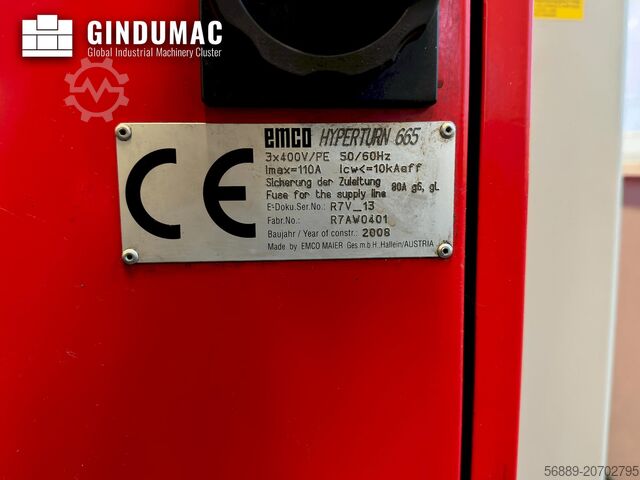 GINDUMAC
Global Industrial Machinery Cluster
emco HYPERTURN 665
3x400V/PE 50/60Hz
Imax=110A Icw<=10kAeff
Sicherung der Zuleitung
Fuse for the supply line 80A gG, gL
E-Doku.Ser.No.: R7V_13
Fabr.No.: R7AW0401
Baujahr / Year of constr.: 2008
Made by EMCO MAIER Ges.m.b.H.,Hallein/AUSTRIA
CE
56889-20702795